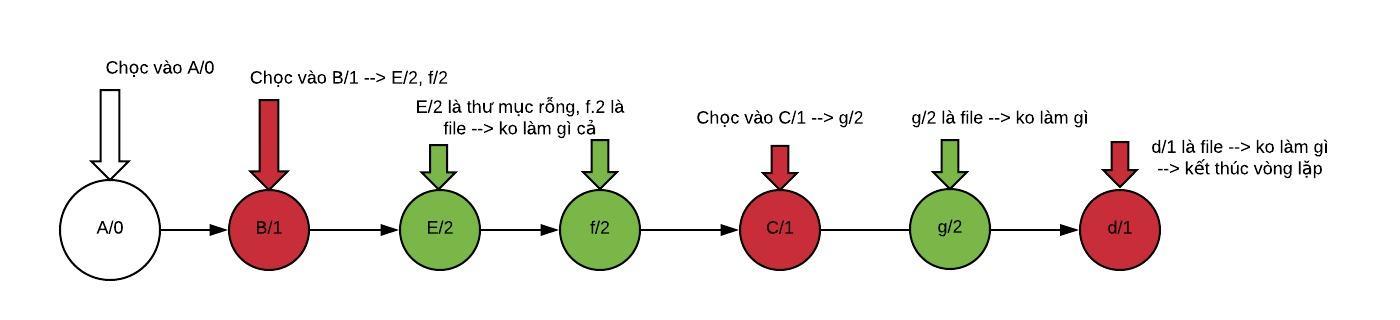 Chọc vào A/0
Chọc vào B/1 --> E/2, f/2
E/2 là thư mục rỗng, f.2 là
file --> ko làm gì cả
Chọc vào C/1 --> g/2
g/2 là file --> ko làm gì
d/1 là file --> ko làm gì
--> kết thúc vòng lặp
A/0
B/1
E/2
f/2
C/1
g/2
d/1